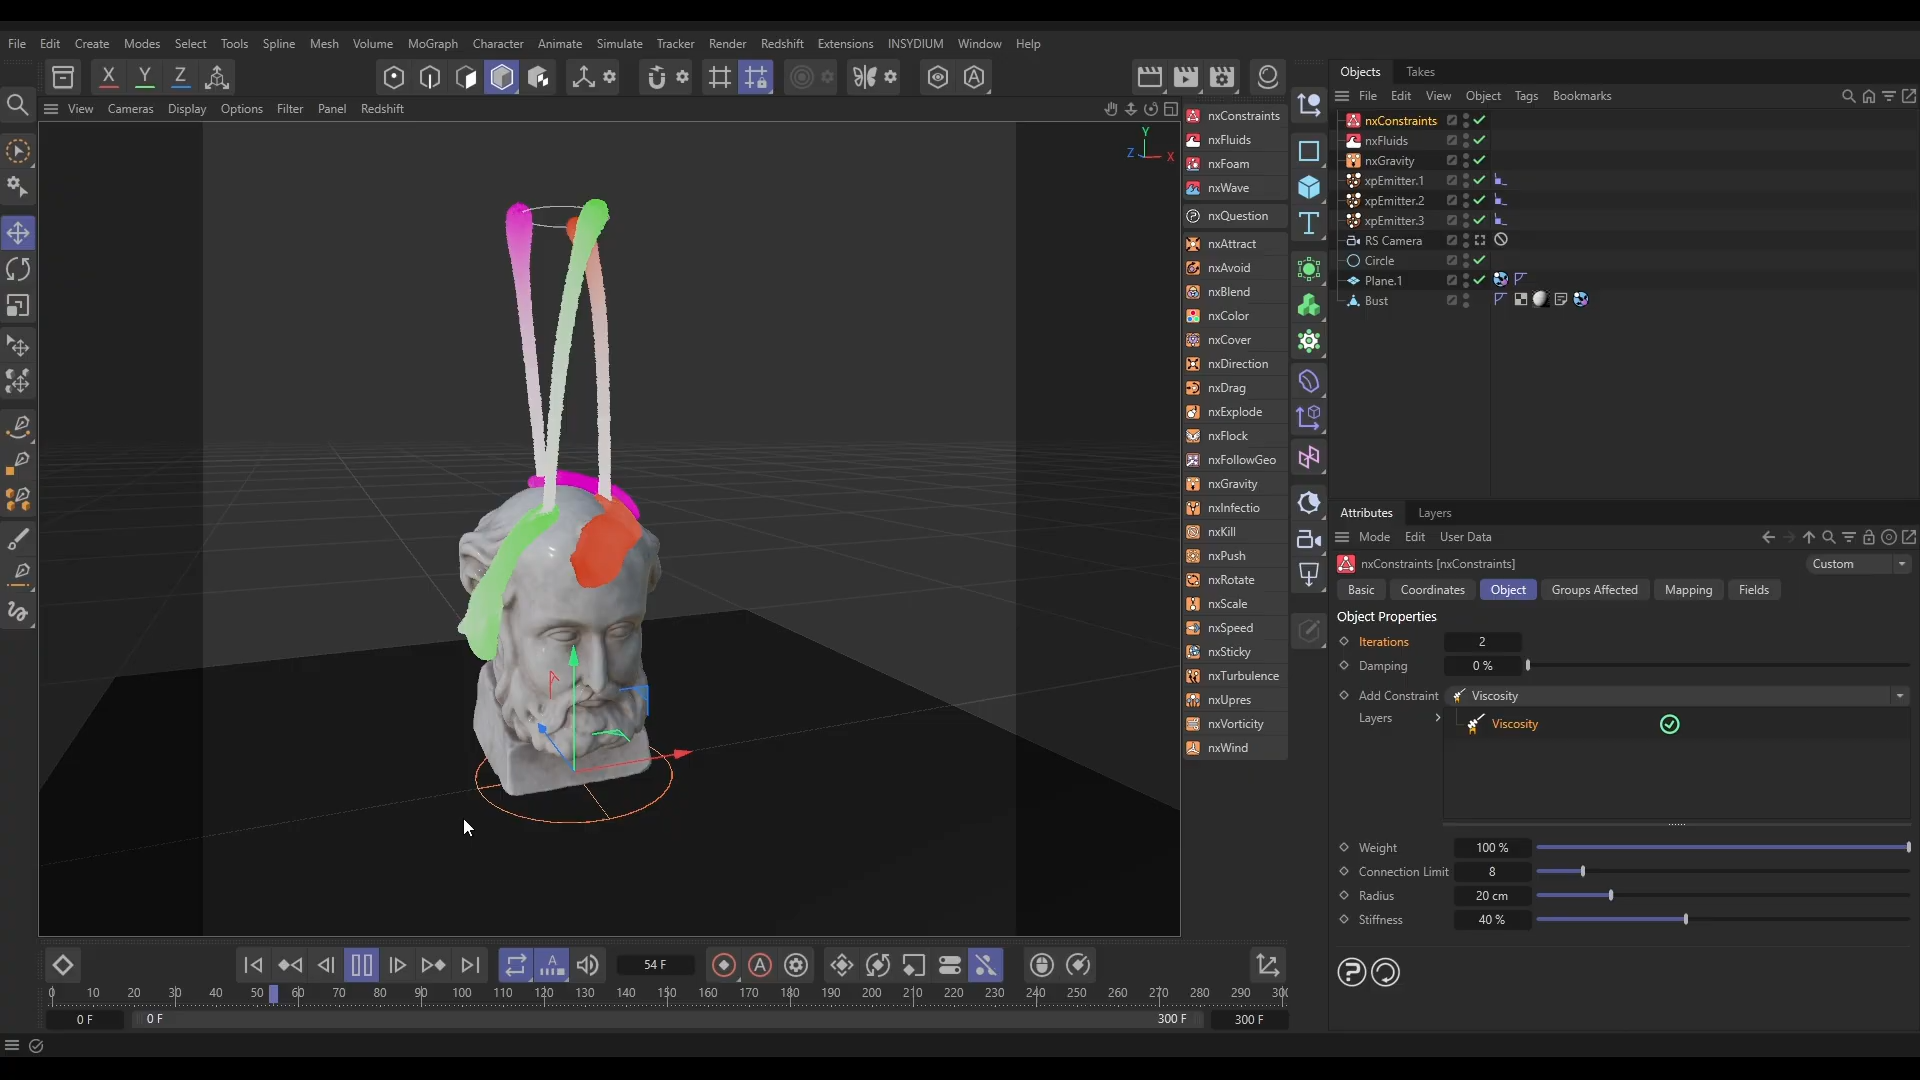 File Edit Create Modes Select Tools Spline Mesh Volume MoGraph Character Animate Simulate Tracker Render Redshift Extensions INSYDIUM Window Help
X Y Z
View Cameras Display Options Filter Panel Redshift
Y
Z X
nxConstraints
nxFluids
nxFoam
nxWave
nxQuestion
nxAttract
nxAvoid
nxBlend
nxColor
nxCover
nxDirection
nxDrag
nxExplode
nxFlock
nxFollowGeo
nxGravity
nxInfectio
nxKill
nxPush
nxRotate
nxScale
nxSpeed
nxSticky
nxTurbulence
nxUpres
nxVorticity
nxWind
Objects Takes
File Edit View Object Tags Bookmarks
nxConstraints
nxFluids
nxGravity
xpEmitter.1
xpEmitter.2
xpEmitter.3
RS Camera
Circle
Plane.1
Bust
Attributes Layers
Mode Edit User Data
nxConstraints [nxConstraints] Custom
Basic Coordinates Object Groups Affected Mapping Fields
Object Properties
Iterations 2
Damping 0 %
Add Constraint Viscosity
Layers Viscosity
Weight 100 %
Connection Limit 8
Radius 20 cm
Stiffness 40 %
54 F
0 10 20 30 40 50 60 70 80 90 100 110 120 130 140 150 160 170 180 190 200 210 220 230 240 250 260 270 280 290 300
0 F 0 F 300 F 300 F